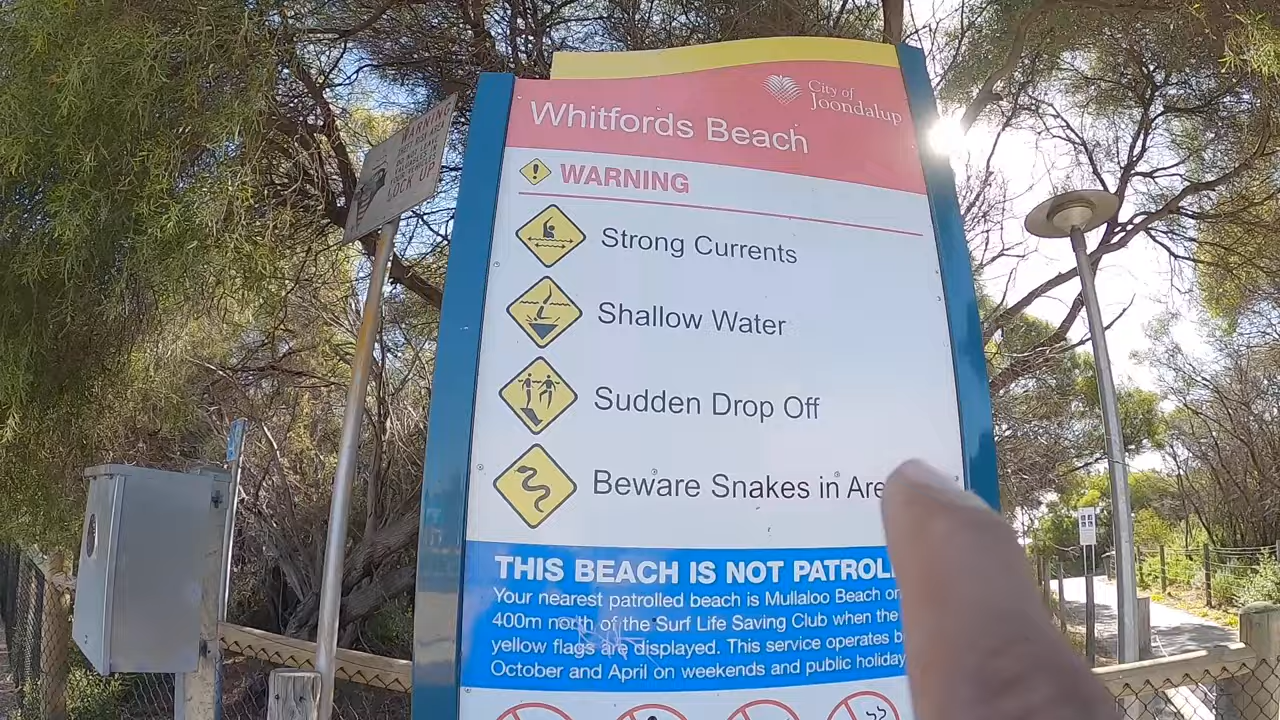 City of
Joondalup
Whitfords Beach
WARNING
Strong Currents
Shallow Water
Sudden Drop Off
Beware Snakes in Are
THIS BEACH IS NOT PATROL
Your nearest patrolled beach is Mullaloo Beach
400m north of the Surf Life Saving Club when the
yellow flags are displayed. This service operates
October and April on weekends and public holiday
WARNING
LOCK UP